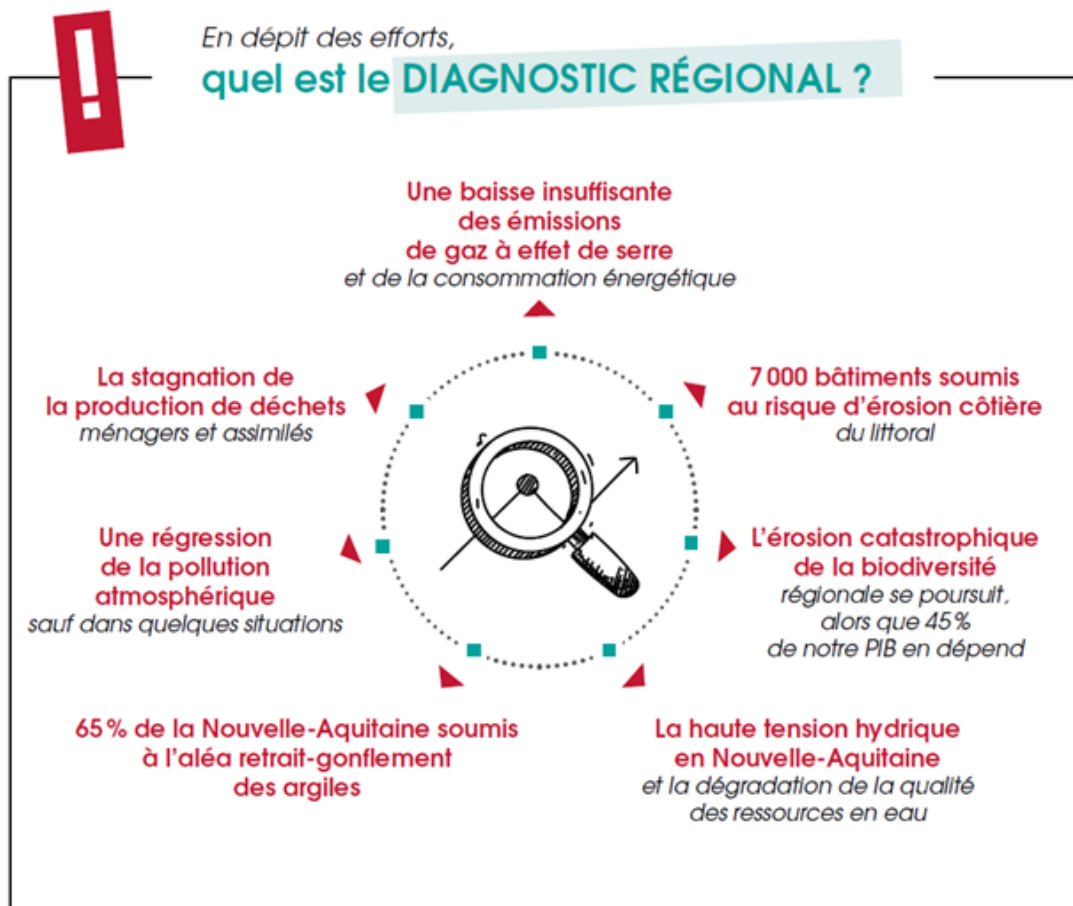 !
En dépit des efforts,
quel est le DIAGNOSTIC RÉGIONAL ?
Une baisse insuffisante
des émissions
de gaz à effet de serre
et de la consommation énergétique
7 000 bâtiments soumis
au risque d’érosion côtière
du littoral
L’érosion catastrophique
de la biodiversité
régionale se poursuit,
alors que 45 %
de notre PIB en dépend
La haute tension hydrique
en Nouvelle-Aquitaine
et la dégradation de la qualité
des ressources en eau
65 % de la Nouvelle-Aquitaine soumis
à l’aléa retrait-gonflement
des argiles
Une régression
de la pollution
atmosphérique
sauf dans quelques situations
La stagnation de
la production de déchets
ménagers et assimilés